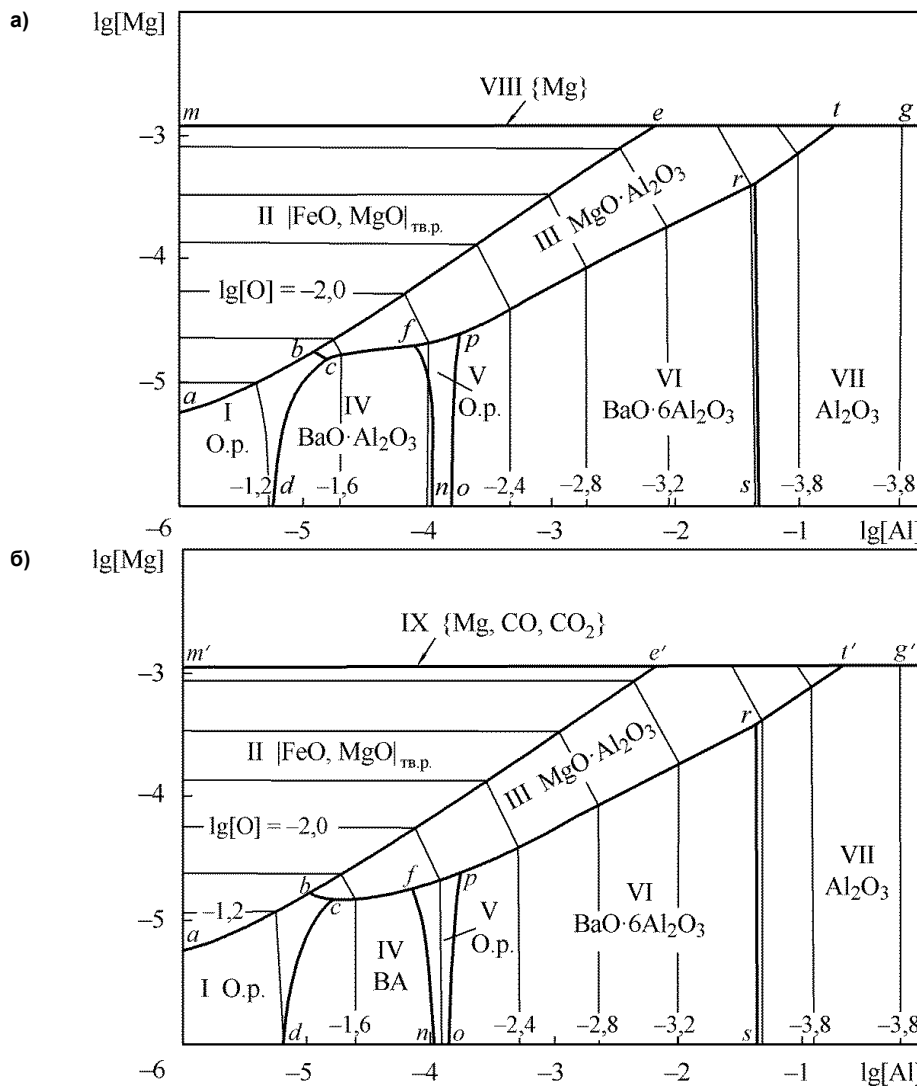 а)
lg[Mg]
VIII {Mg}
m e t g
–3
r
III MgO·Al₂O₃
II |FeO, MgO|тв.р.
–4
lg[O] = –2,0
b c f p
–5
a
I
О.р.
IV
BaO·Al₂O₃
V
О.р.
VI
BaO·6Al₂O₃
VII
Al₂O₃
–1,2 d –1,6 n o –2,4 –2,8 –3,2 s –3,8 –3,8
–6 –5 –4 –3 –2 –1 lg[Al]
б)
lg[Mg]
IX {Mg, CO, CO₂}
m′ e′ t′ g′
–3
r
III MgO·Al₂O₃
II |FeO, MgO|тв.р.
–4
lg[O] = –2,0
b c f p
–1,2
–5
a
I О.р.
IV
BA
V
О.р.
VI
BaO·6Al₂O₃
VII
Al₂O₃
d –1,6 n o –2,4 –2,8 –3,2 s –3,8 –3,8
–6 –5 –4 –3 –2 –1 lg[Al]